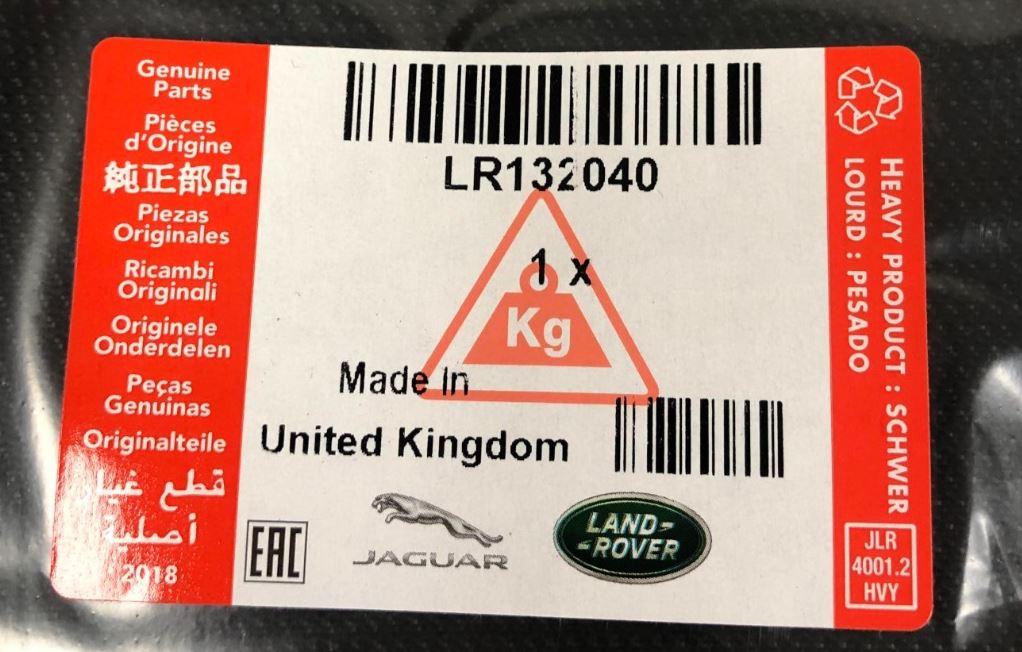 Genuine
Parts
Pièces
d'Origine
純正部品
Piezas
Originales
Ricambi
Originali
Originele
Onderdelen
Peças
Genuinas
Originalteile
قطع غيار
أصلية
2018
LR132040
1 x
Kg
Made In
United Kingdom
EAC
JAGUAR
LAND-
-ROVER
HEAVY PRODUCT : SCHWER
LOURD : PESADO
JLR
4001.2
HVY